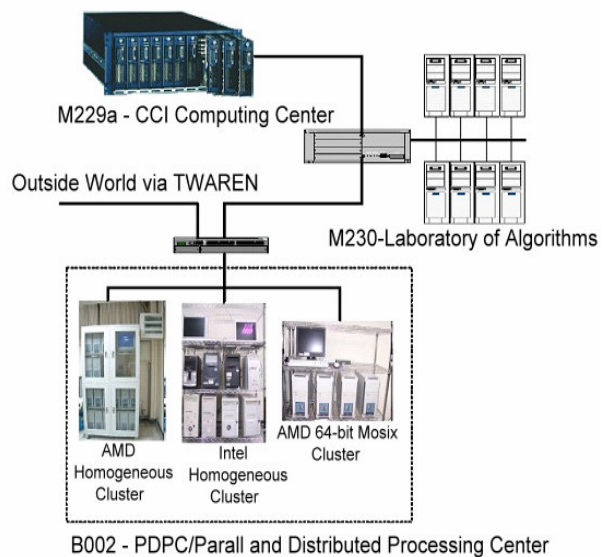 M229a - CCI Computing Center
Outside World via TWAREN
M230-Laboratory of Algorithms
AMD
Homogeneous
Cluster
Intel
Homogeneous
Cluster
AMD 64-bit Mosix
Cluster
B002 - PDPC/Parall and Distributed Processing Center